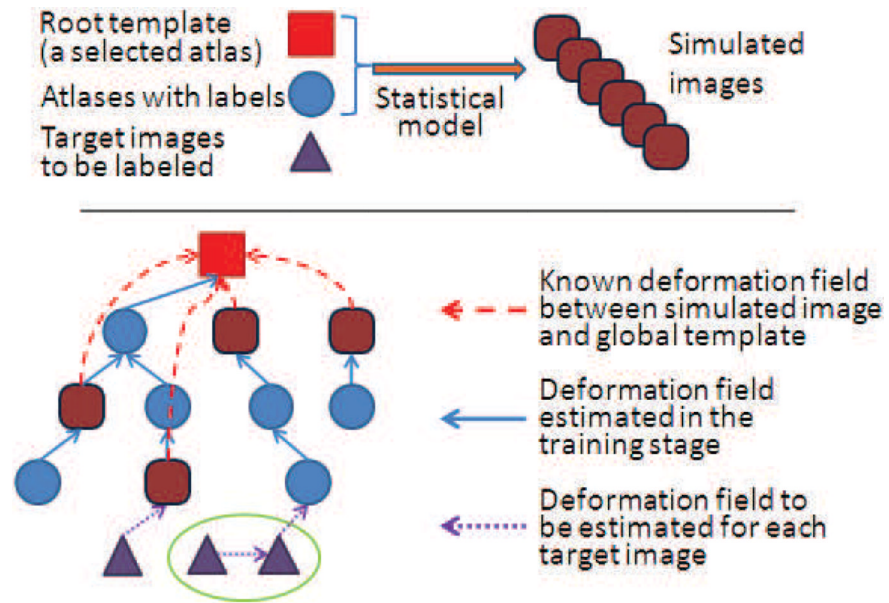 Root template
(a selected atlas)
Atlases with labels
Target images
to be labeled
Statistical
model
Simulated
images
Known deformation field
between simulated image
and global template
Deformation field
estimated in the
training stage
Deformation field to
be estimated for each
target image